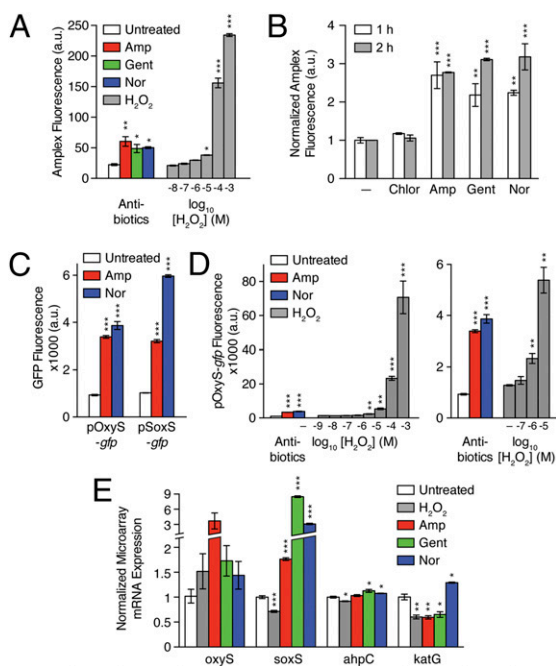 A
Amplex Fluorescence (a.u.)
250
200
150
100
50
0
Untreated
Amp
Gent
Nor
H2O2
** * * * *** ***
-8 -7 -6 -5 -4 -3
Anti-
biotics
log10
[H2O2] (M)
B
Normalized Amplex
Fluorescence (a.u.)
4
3
2
1
0
1 h
2 h
** *** ** *** ** ***
— Chlor Amp Gent Nor
C
GFP Fluorescence
x1000 (a.u.)
6
4
2
0
Untreated
Amp
Nor
*** *** *** ***
pOxyS
-gfp
pSoxS
-gfp
D
pOxyS-gfp Fluorescence
x1000 (a.u.)
80
60
40
20
0
Untreated
Amp
Nor
H2O2
*** *** ** ** *** ***
– -9 -8 -7 -6 -5 -4 -3
Anti-
biotics
log10 [H2O2] (M)
6
4
2
0
*** *** ** **
– -7 -6 -5
Anti-
biotics
log10
[H2O2] (M)
E
Normalized Microarray
mRNA Expression
9
6
3
2
1.5
1
0.5
0
Untreated
H2O2
Amp
Gent
Nor
*** *** *** ***
* * *
** ** * *
oxyS soxS ahpC katG